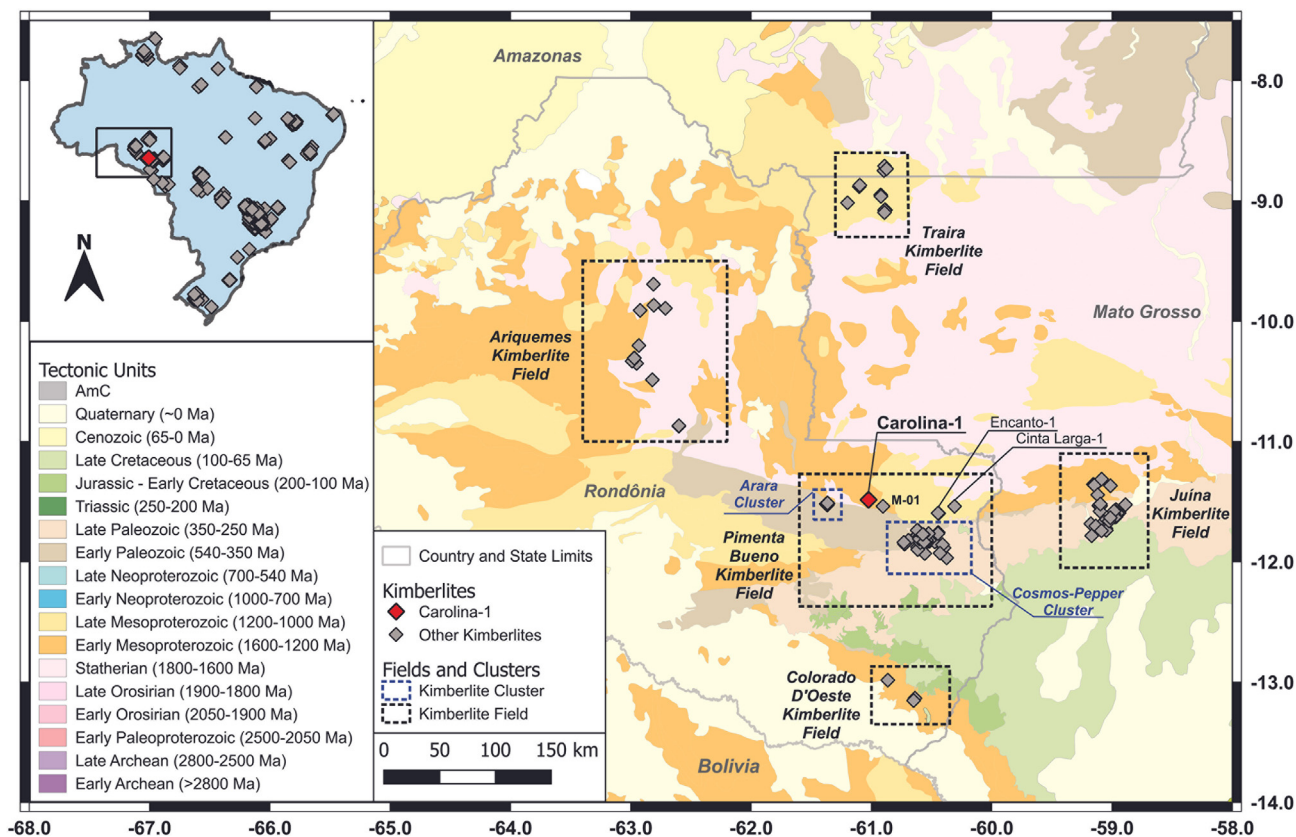 N
Tectonic Units
AmC
Quaternary (~0 Ma)
Cenozoic (65-0 Ma)
Late Cretaceous (100-65 Ma)
Jurassic - Early Cretaceous (200-100 Ma)
Triassic (250-200 Ma)
Late Paleozoic (350-250 Ma)
Early Paleozoic (540-350 Ma)
Late Neoproterozoic (700-540 Ma)
Early Neoproterozoic (1000-700 Ma)
Late Mesoproterozoic (1200-1000 Ma)
Early Mesoproterozoic (1600-1200 Ma)
Statherian (1800-1600 Ma)
Late Orosirian (1900-1800 Ma)
Early Orosirian (2050-1900 Ma)
Early Paleoproterozoic (2500-2050 Ma)
Late Archean (2800-2500 Ma)
Early Archean (>2800 Ma)
Country and State Limits
Kimberlites
Carolina-1
Other Kimberlites
Fields and Clusters
Kimberlite Cluster
Kimberlite Field
0 50 100 150 km
Amazonas
Traira
Kimberlite
Field
Mato Grosso
Ariquemes
Kimberlite
Field
Carolina-1
Encanto-1
Cinta Larga-1
Rondônia
Arara
Cluster
M-01
Juína
Kimberlite
Field
Pimenta
Bueno
Kimberlite
Field
Cosmos-Pepper
Cluster
Colorado
D'Oeste
Kimberlite
Field
Bolivia
-8.0
-9.0
-10.0
-11.0
-12.0
-13.0
-14.0
-68.0 -67.0 -66.0 -65.0 -64.0 -63.0 -62.0 -61.0 -60.0 -59.0 -58.0